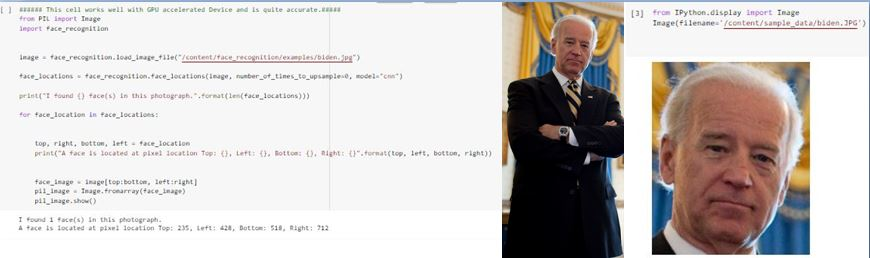 [ ] ###### This cell works well with GPU accelerated Device and is quite accurate.#####
from PIL import Image
import face_recognition
image = face_recognition.load_image_file("/content/face_recognition/examples/biden.jpg")
face_locations = face_recognition.face_locations(image, number_of_times_to_upsample=0, model="cnn")
print("I found {} face(s) in this photograph.".format(len(face_locations)))
for face_location in face_locations:
top, right, bottom, left = face_location
print("A face is located at pixel location Top: {}, Left: {}, Bottom: {}, Right: {}".format(top, left, bottom, right))
face_image = image[top:bottom, left:right]
pil_image = Image.fromarray(face_image)
pil_image.show()
I found 1 face(s) in this photograph.
A face is located at pixel location Top: 235, Left: 428, Bottom: 518, Right: 712
[3] from IPython.display import Image
Image(filename='/content/sample_data/biden.JPG')